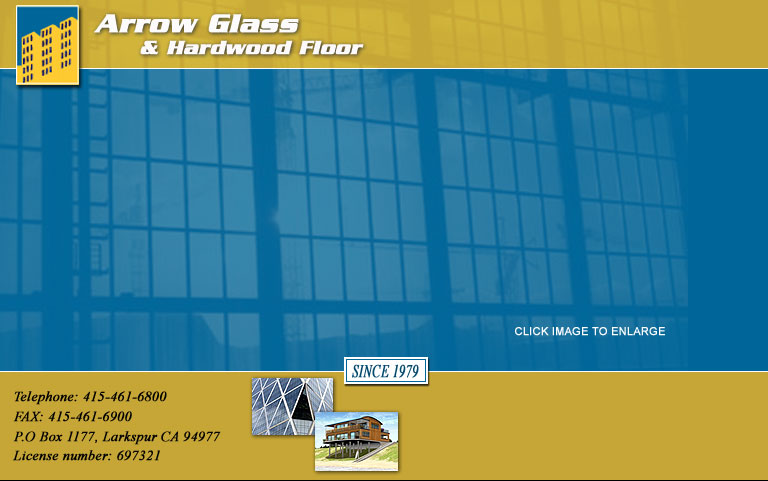 Arrow Glass
& Hardwood Floor
CLICK IMAGE TO ENLARGE
SINCE 1979
Telephone: 415-461-6800
FAX: 415-461-6900
P.O Box 1177, Larkspur CA 94977
License number: 697321